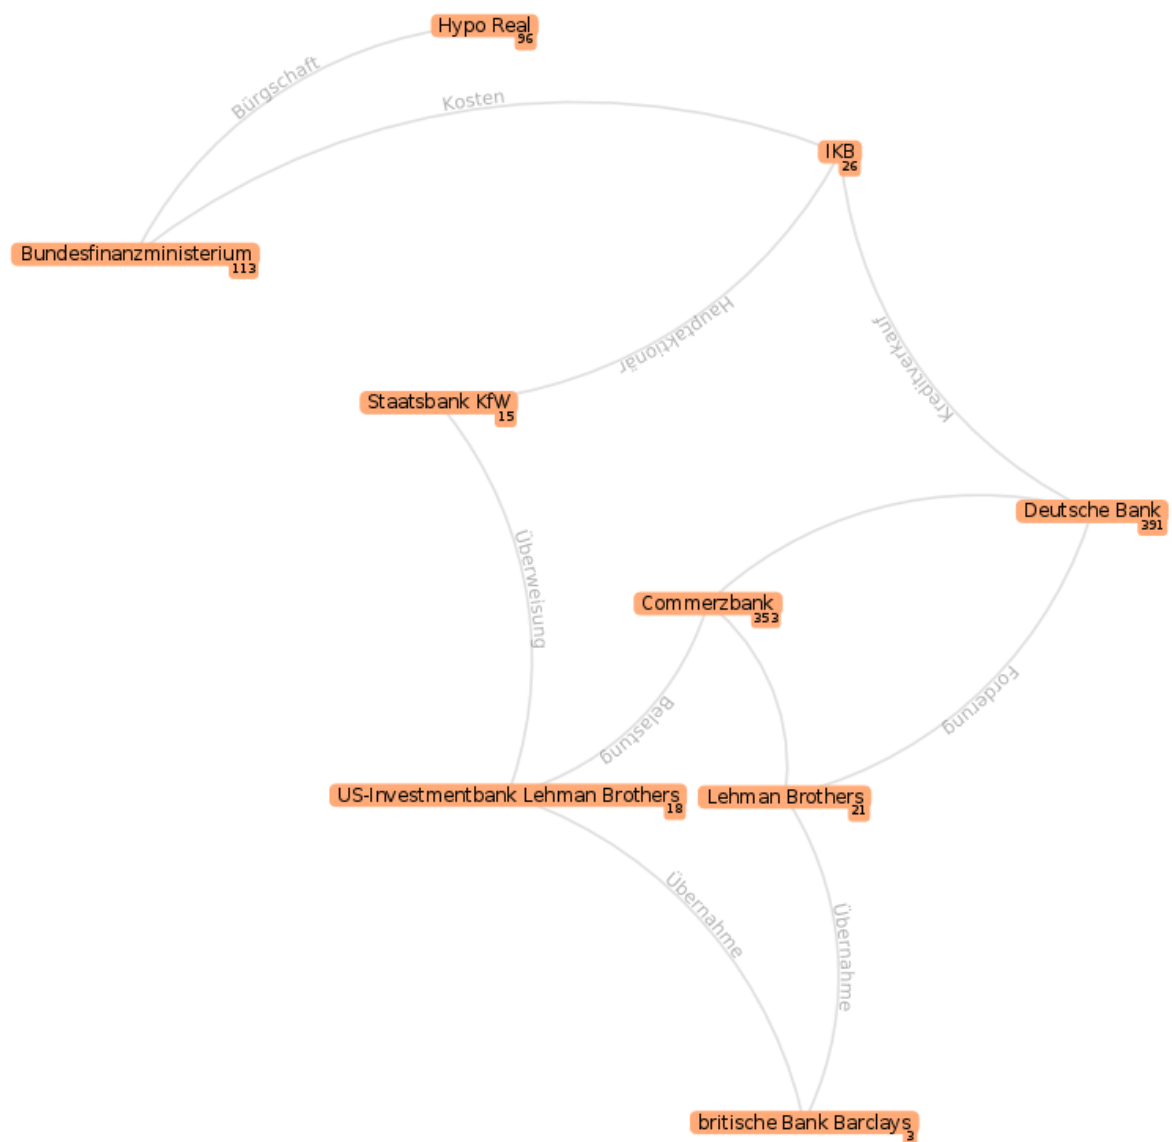 Hypo Real
96
Bürgschaft
Kosten
IKB
26
Bundesfinanzministerium
113
Hauptaktionär
Kreditverkauf
Staatsbank KfW
15
Deutsche Bank
391
Überweisung
Commerzbank
353
Belastung
Forderung
US-Investmentbank Lehman Brothers
18
Lehman Brothers
21
Übernahme
Übernahme
britische Bank Barclays
3